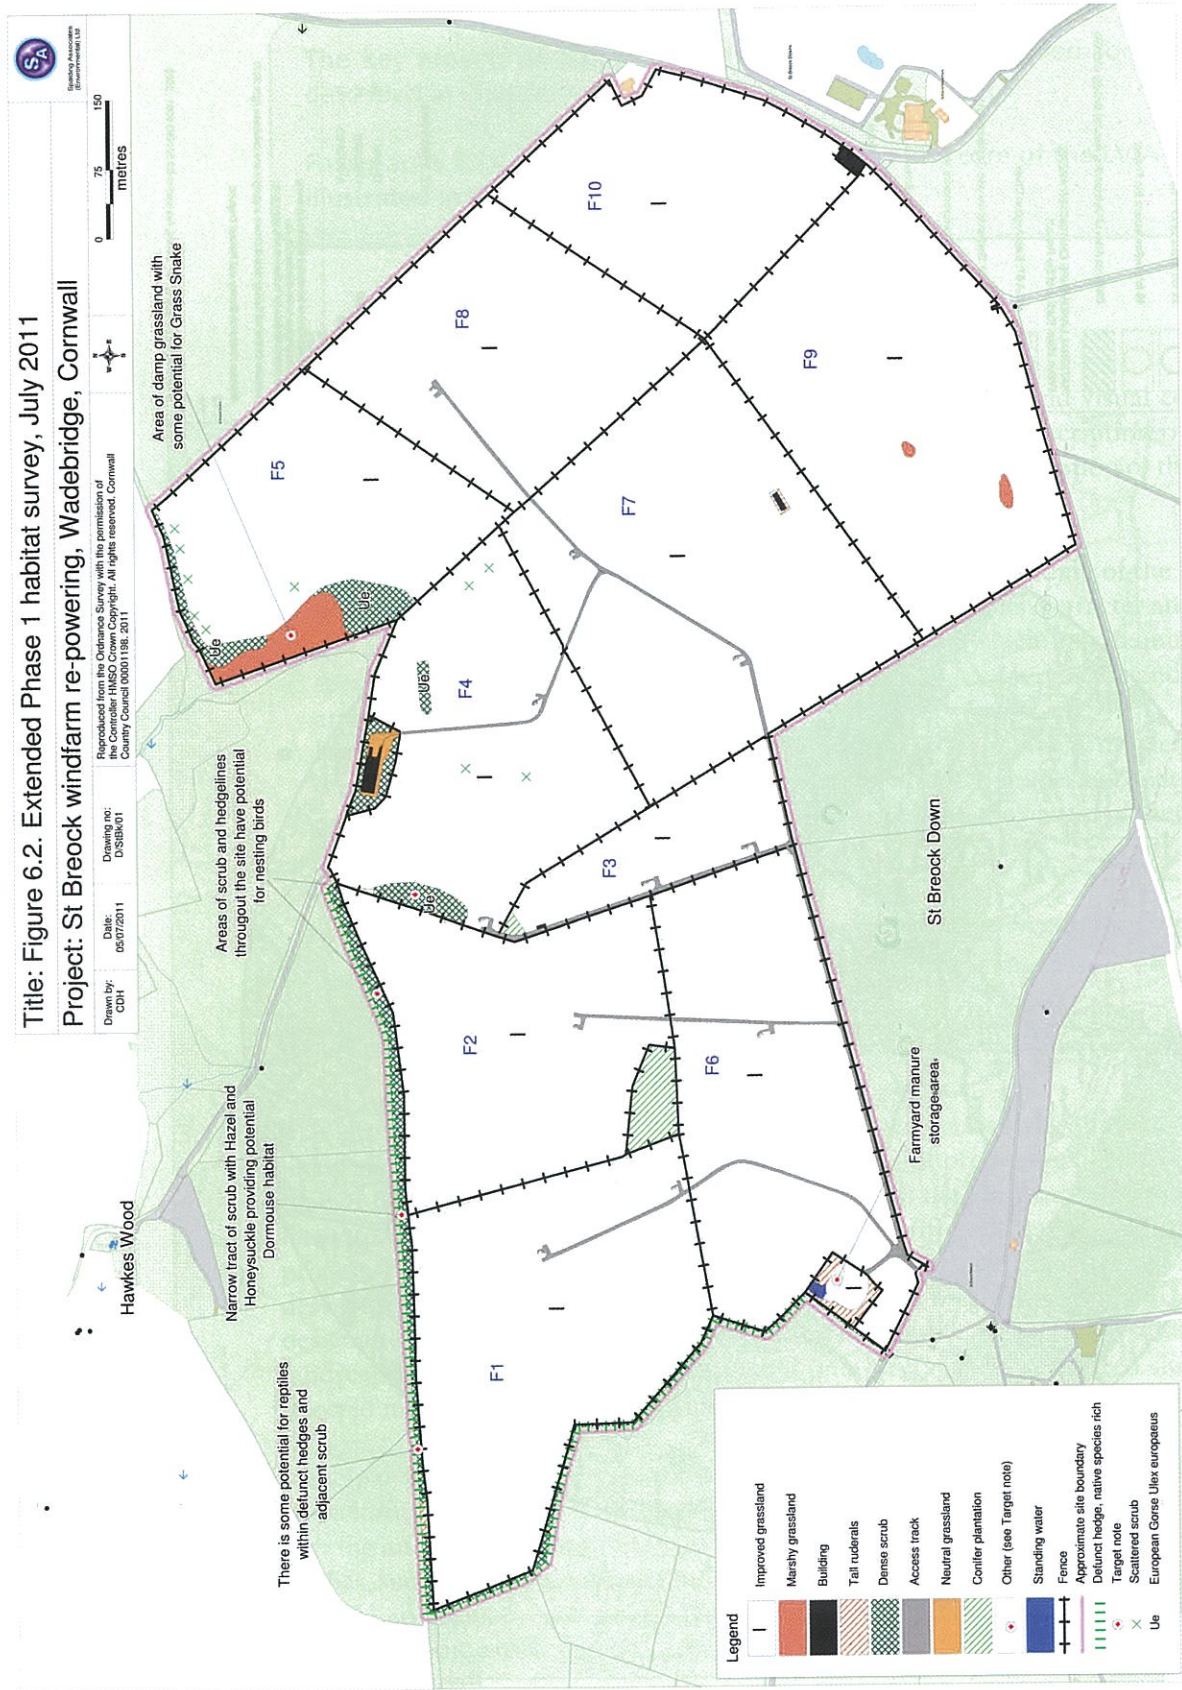 Title: Figure 6.2. Extended Phase 1 habitat survey, July 2011
Project: St Breock windfarm re-powering, Wadebridge, Cornwall
Drawn by:
CDH
Date:
05/07/2011
Drawing no:
D/StBk/01
Reproduced from the Ordnance Survey with the permission of
the Controller HMSO Crown Copyright. All rights reserved. Cornwall
Country Council 00001198. 2011
N
W
E
S
0
75
150
metres
SA
Spalding Associates
(Environmental) Ltd
Hawkes Wood
There is some potential for reptiles
within defunct hedges and
adjacent scrub
Narrow tract of scrub with Hazel and
Honeysuckle providing potential
Dormouse habitat
Areas of scrub and hedgelines
througout the site have potential
for nesting birds
Area of damp grassland with
some potential for Grass Snake
F1
F2
F3
F4
F5
F6
F7
F8
F9
F10
I
I
I
I
I
I
I
I
I
I
I
Ue
Ue
Ue
Ue
Farmyard manure
storage area
St Breock Down
Legend
I Improved grassland
Marshy grassland
Building
Tall ruderals
Dense scrub
Access track
Neutral grassland
Conifer plantation
Other (see Target note)
Standing water
Fence
Approximate site boundary
Defunct hedge, native species rich
Target note
Scattered scrub
Ue European Gorse Ulex europaeus